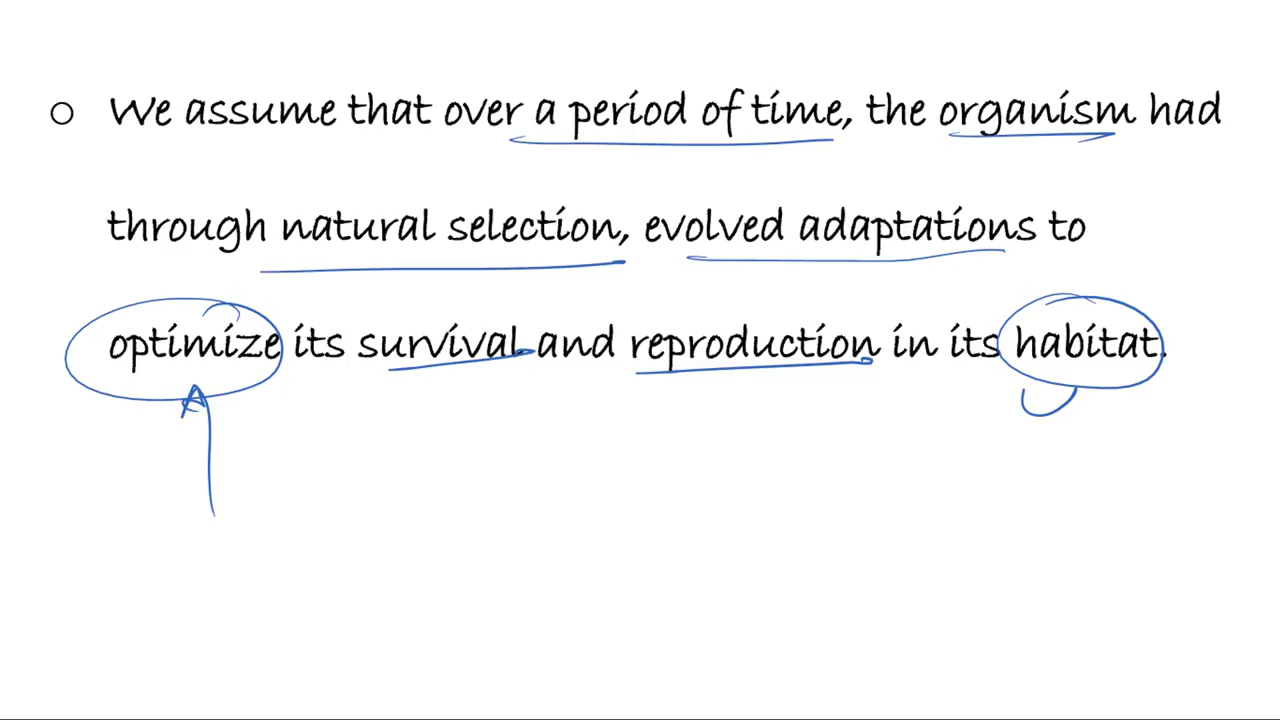 ○ We assume that over a period of time, the organism had
through natural selection, evolved adaptations to
optimize its survival and reproduction in its habitat.